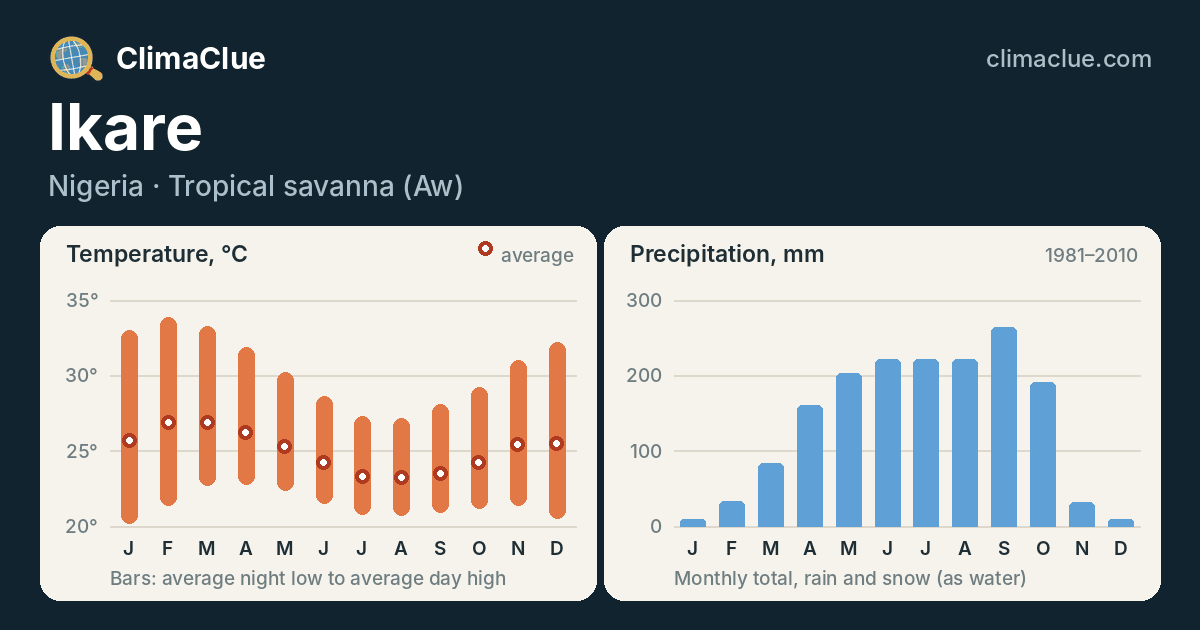 ClimaClue
climaclue.com
Ikare
Nigeria · Tropical savanna (Aw)
Temperature, °C
average
35°
30°
25°
20°
J F M A M J J A S O N D
Bars: average night low to average day high
Precipitation, mm
1981–2010
300
200
100
0
J F M A M J J A S O N D
Monthly total, rain and snow (as water)